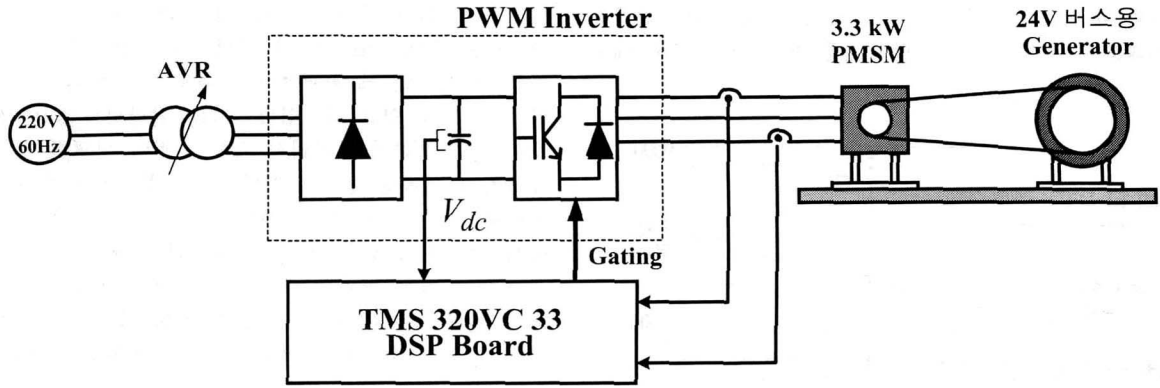 PWM Inverter
3.3 kW
PMSM
24V 버스용
Generator
AVR
220V
60Hz
Vdc
Gating
TMS 320VC 33
DSP Board